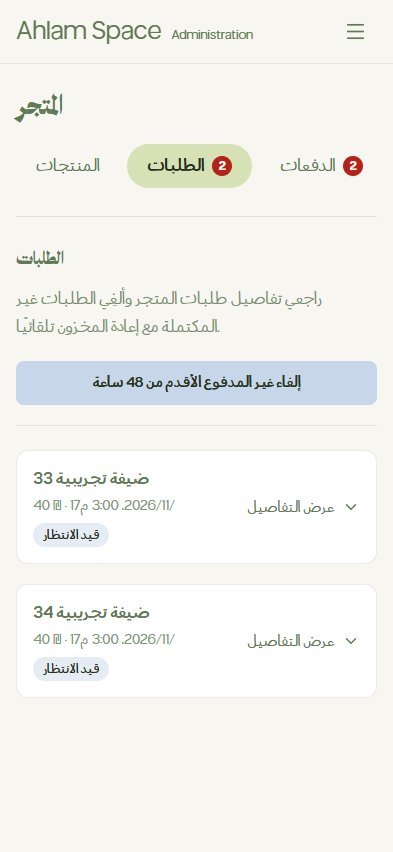 Ahlam Space Administration
المتجر
المنتجات
الطلبات 2
الدفعات 2
الطلبات
راجعي تفاصيل طلبات المتجر وألغِي الطلبات غير
المكتملة مع إعادة المخزون تلقائيًا.
إلغاء غير المدفوع الأقدم من 48 ساعة
ضيفة تجريبية 33
40 ₪ · 17/11/2026، 3:00 م
قيد الانتظار
عرض التفاصيل
ضيفة تجريبية 34
40 ₪ · 17/11/2026، 3:00 م
قيد الانتظار
عرض التفاصيل